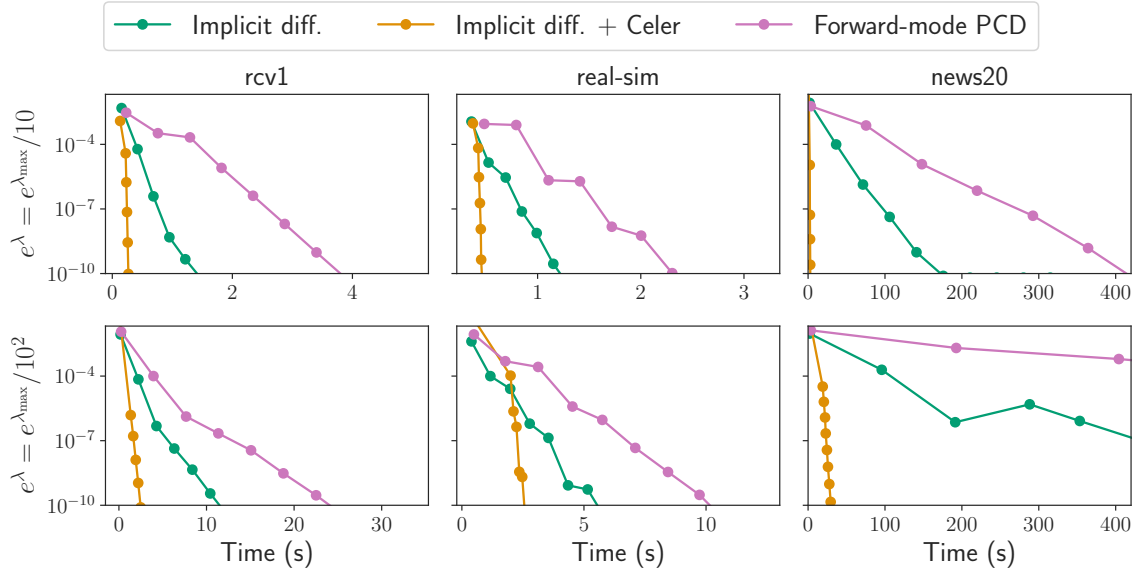 Implicit diff. Implicit diff. + Celer Forward-mode PCD
rcv1 real-sim news20
e^λ = e^λmax/10
10^−4
10^−7
10^−10
0 2 4
1 2 3
0 100 200 300 400
e^λ = e^λmax/10^2
10^−4
10^−7
10^−10
0 10 20 30
0 5 10
0 100 200 300 400
Time (s) Time (s) Time (s)